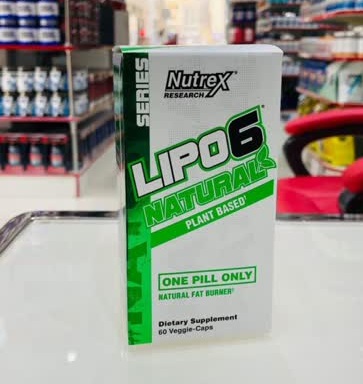 SERIES
Nutrex
RESEARCH
LIPO6
NATURAL
PLANT BASED†
ONE PILL ONLY
NATURAL FAT BURNER†
Dietary Supplement
60 Veggie-Caps